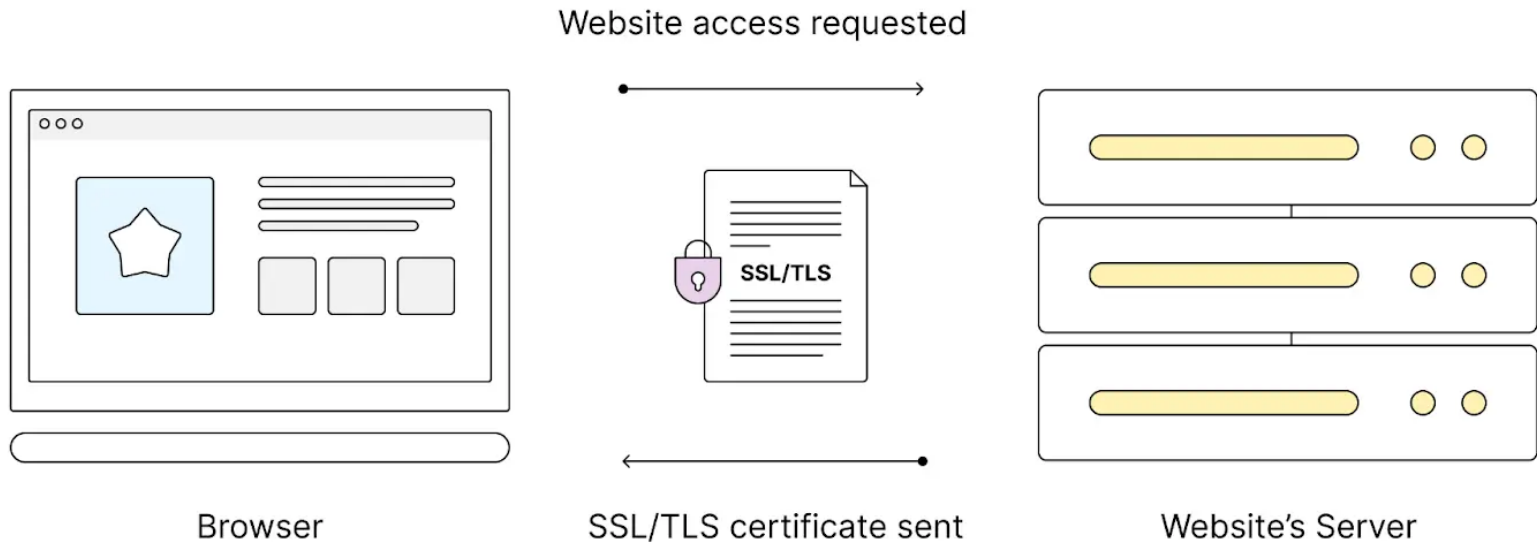 Website access requested
SSL/TLS
Browser
SSL/TLS certificate sent
Website’s Server